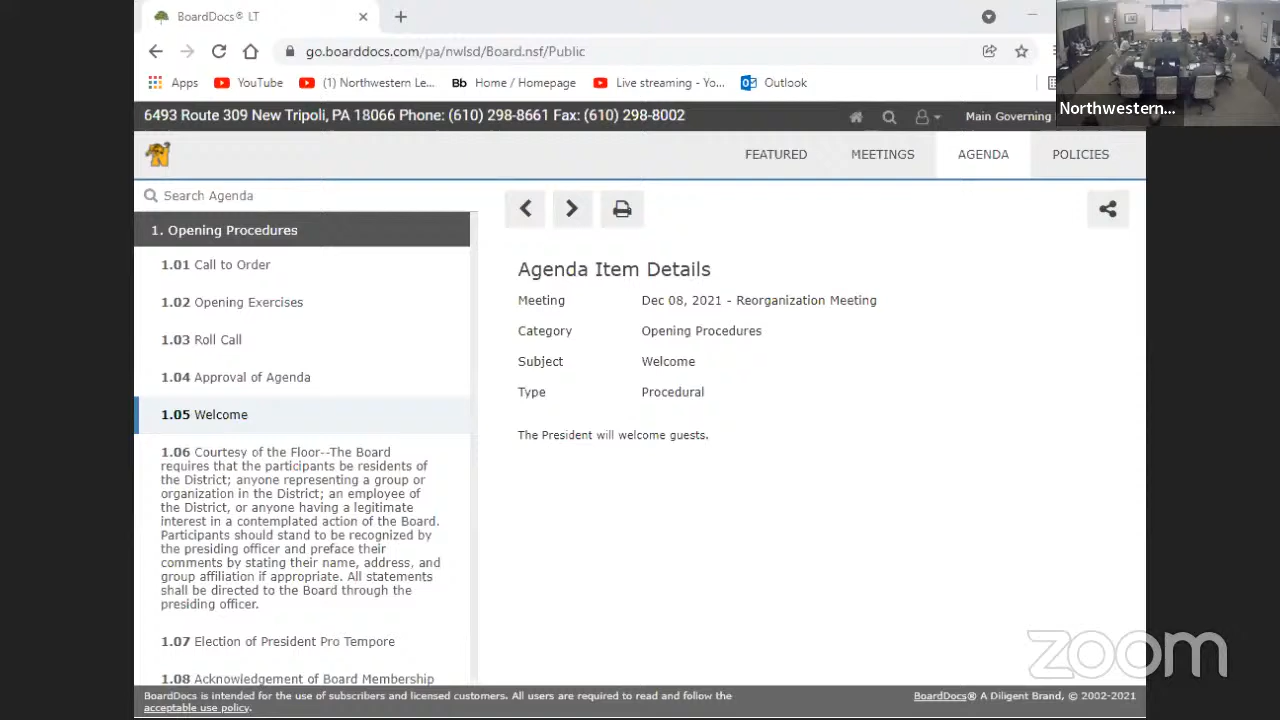 BoardDocs® LT
go.boarddocs.com/pa/nwlsd/Board.nsf/Public
Apps
YouTube
(1) Northwestern Le...
Bb Home / Homepage
Live streaming - Yo...
Outlook
Northwestern...
6493 Route 309 New Tripoli, PA 18066 Phone: (610) 298-8661 Fax: (610) 298-8002
Main Governing
FEATURED
MEETINGS
AGENDA
POLICIES
Search Agenda
1. Opening Procedures
1.01 Call to Order
1.02 Opening Exercises
1.03 Roll Call
1.04 Approval of Agenda
1.05 Welcome
1.06 Courtesy of the Floor--The Board
requires that the participants be residents of
the District; anyone representing a group or
organization in the District; an employee of
the District, or anyone having a legitimate
interest in a contemplated action of the Board.
Participants should stand to be recognized by
the presiding officer and preface their
comments by stating their name, address, and
group affiliation if appropriate. All statements
shall be directed to the Board through the
presiding officer.
1.07 Election of President Pro Tempore
1.08 Acknowledgement of Board Membership
Agenda Item Details
Meeting Dec 08, 2021 - Reorganization Meeting
Category Opening Procedures
Subject Welcome
Type Procedural
The President will welcome guests.
zoom
BoardDocs is intended for the use of subscribers and licensed customers. All users are required to read and follow the
acceptable use policy.
BoardDocs® A Diligent Brand, © 2002-2021